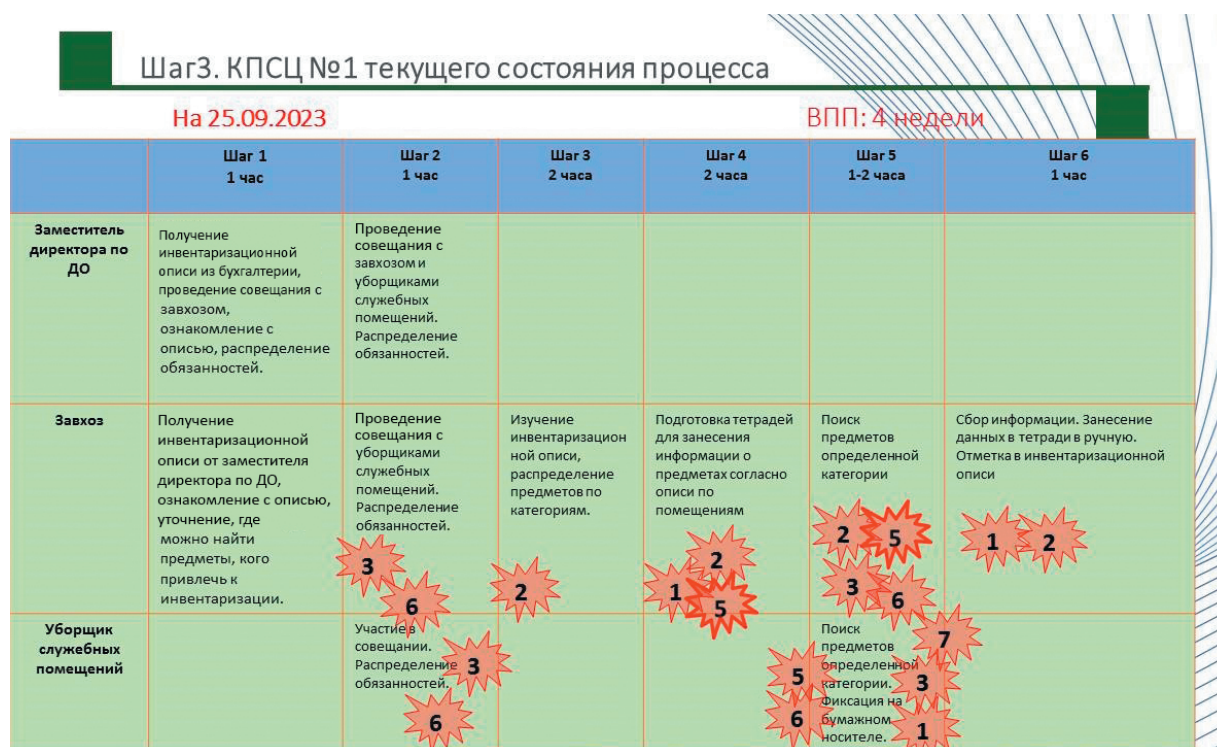 Шаг3. КПСЦ №1 текущего состояния процесса
На 25.09.2023
ВПП: 4 недели
Шаг 1
1 час
Шаг 2
1 час
Шаг 3
2 часа
Шаг 4
2 часа
Шаг 5
1-2 часа
Шаг 6
1 час
Заместитель
директора по
ДО
Получение
инвентаризационной
описи из бухгалтерии,
проведение совещания с
завхозом,
ознакомление с
описью, распределение
обязанностей.
Проведение
совещания с
завхозом и
уборщиками
служебных
помещений.
Распределение
обязанностей.
Завхоз
Получение
инвентаризационной
описи от заместителя
директора по ДО,
ознакомление с описью,
уточнение, где
можно найти
предметы, кого
привлечь к
инвентаризации.
Проведение
совещания с
уборщиками
служебных
помещений.
Распределение
обязанностей.
3
6
Изучение
инвентаризацион
ной описи,
распределение
предметов по
категориям.
2
Подготовка тетрадей
для занесения
информации о
предметах согласно
описи по
помещениям
2
1
5
Поиск
предметов
определенной
категории
2
5
3
6
Сбор информации. Занесение
данных в тетради в ручную.
Отметка в инвентаризационной
описи
1
2
Уборщик
служебных
помещений
Участие в
совещании.
Распределение
обязанностей.
3
6
Поиск
предметов
определенной
категории.
Фиксация на
бумажном
носителе.
7
5
3
6
1